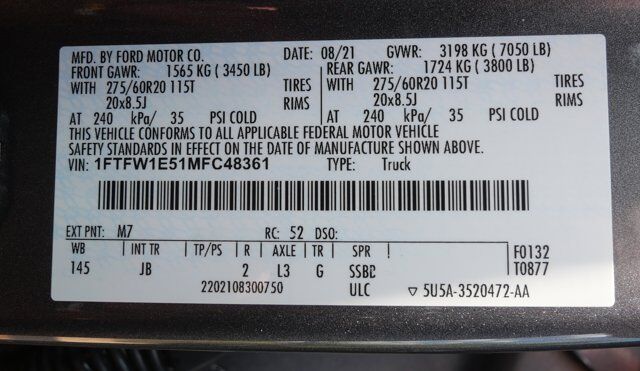 MFD. BY FORD MOTOR CO. DATE: 08/21 GVWR: 3198 KG (7050 LB)
FRONT GAWR: 1565 KG (3450 LB) REAR GAWR: 1724 KG (3800 LB)
WITH 275/60R20 115T TIRES WITH 275/60R20 115T TIRES
20x8.5J RIMS 20x8.5J RIMS
AT 240 kPa/ 35 PSI COLD AT 240 kPa/ 35 PSI COLD
THIS VEHICLE CONFORMS TO ALL APPLICABLE FEDERAL MOTOR VEHICLE
SAFETY STANDARDS IN EFFECT ON THE DATE OF MANUFACTURE SHOWN ABOVE.
VIN: 1FTFW1E51MFC48361 TYPE: Truck
EXT PNT: M7 RC: 52 DSO:
WB INT TR TP/PS R AXLE TR SPR F0132
145 JB 2 L3 G SSBD T0877
2202108300750 ULC ▽ 5U5A-3520472-AA